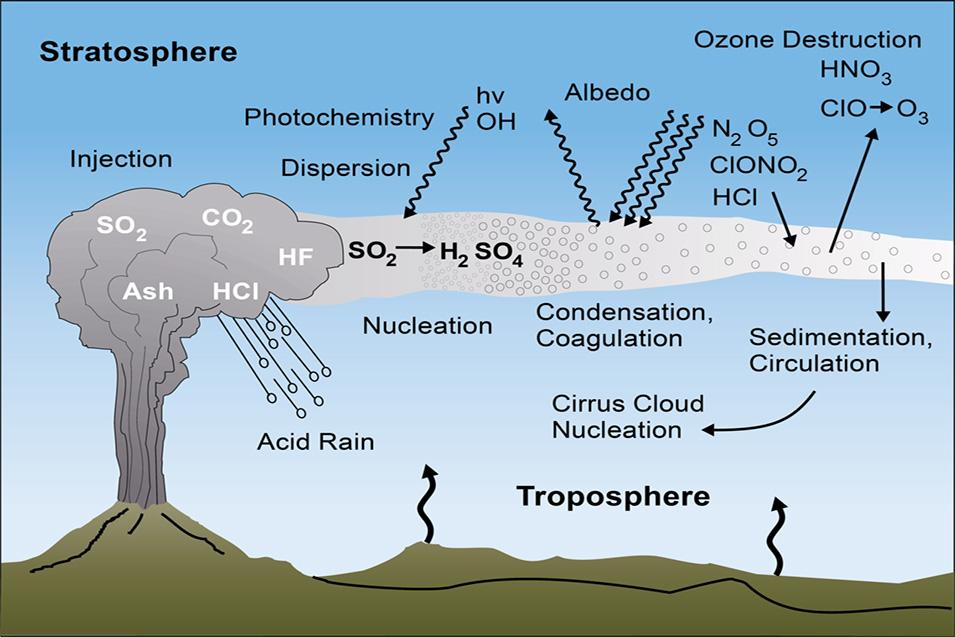 Stratosphere
Ozone Destruction
HNO₃
ClO→O₃
hν
OH
Albedo
Photochemistry
N₂ O₅
ClONO₂
HCl
Injection
Dispersion
SO₂
CO₂
HF
SO₂→H₂ SO₄
Ash
HCl
Nucleation
Condensation,
Coagulation
Sedimentation,
Circulation
Cirrus Cloud
Nucleation
Acid Rain
Troposphere